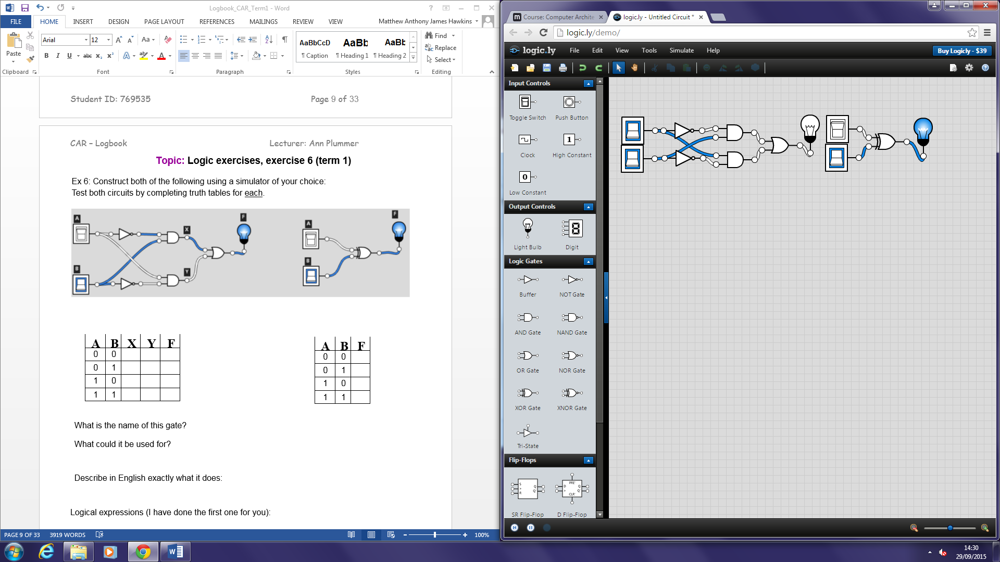 Logbook_CAR_Term1 - Word
FILE HOME INSERT DESIGN PAGE LAYOUT REFERENCES MAILINGS REVIEW VIEW Matthew Anthony James Hawkins
Paste
Arial 12
Aa
B I U abc x₂ x²
AaBbCcD AaBb AaBb
¶ Caption ¶ Heading 1 ¶ Heading 2
Find
Replace
Select
Clipboard Font Paragraph Styles Editing
Student ID: 769535 Page 9 of 33
CAR – Logbook Lecturer: Ann Plummer
Topic: Logic exercises, exercise 6 (term 1)
Ex 6: Construct both of the following using a simulator of your choice:
Test both circuits by completing truth tables for each.
A X F
B Y
A F
B
A B X Y F
0 0
0 1
1 0
1 1
A B F
0 0
0 1
1 0
1 1
What is the name of this gate?
What could it be used for?
Describe in English exactly what it does:
Logical expressions (I have done the first one for you):
PAGE 9 OF 33 3919 WORDS 100%
Course: Computer Archite
logic.ly - Untitled Circuit *
logic.ly/demo/
logic.ly File Edit View Tools Simulate Help Buy Logicly - $39
Input Controls
Toggle Switch Push Button
1
Clock High Constant
0
Low Constant
Output Controls
Light Bulb Digit
Logic Gates
Buffer NOT Gate
AND Gate NAND Gate
OR Gate NOR Gate
XOR Gate XNOR Gate
Tri-State
Flip-Flops
S > R Q Q'
PRE' D > Q Q' CLR'
SR Flip-Flop D Flip-Flop
14:30
29/09/2015